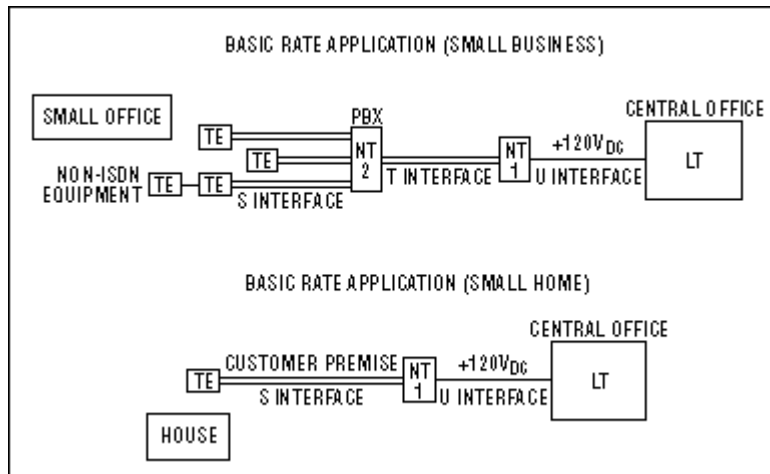 BASIC RATE APPLICATION (SMALL BUSINESS)
SMALL OFFICE
PBX
CENTRAL OFFICE
TE
TE
NT
2
NT
1
+120VDC
LT
NON-ISDN
EQUIPMENT
TE
TE
S INTERFACE
T INTERFACE
U INTERFACE
BASIC RATE APPLICATION (SMALL HOME)
CENTRAL OFFICE
CUSTOMER PREMISE
TE
NT
1
+120VDC
LT
S INTERFACE
U INTERFACE
HOUSE